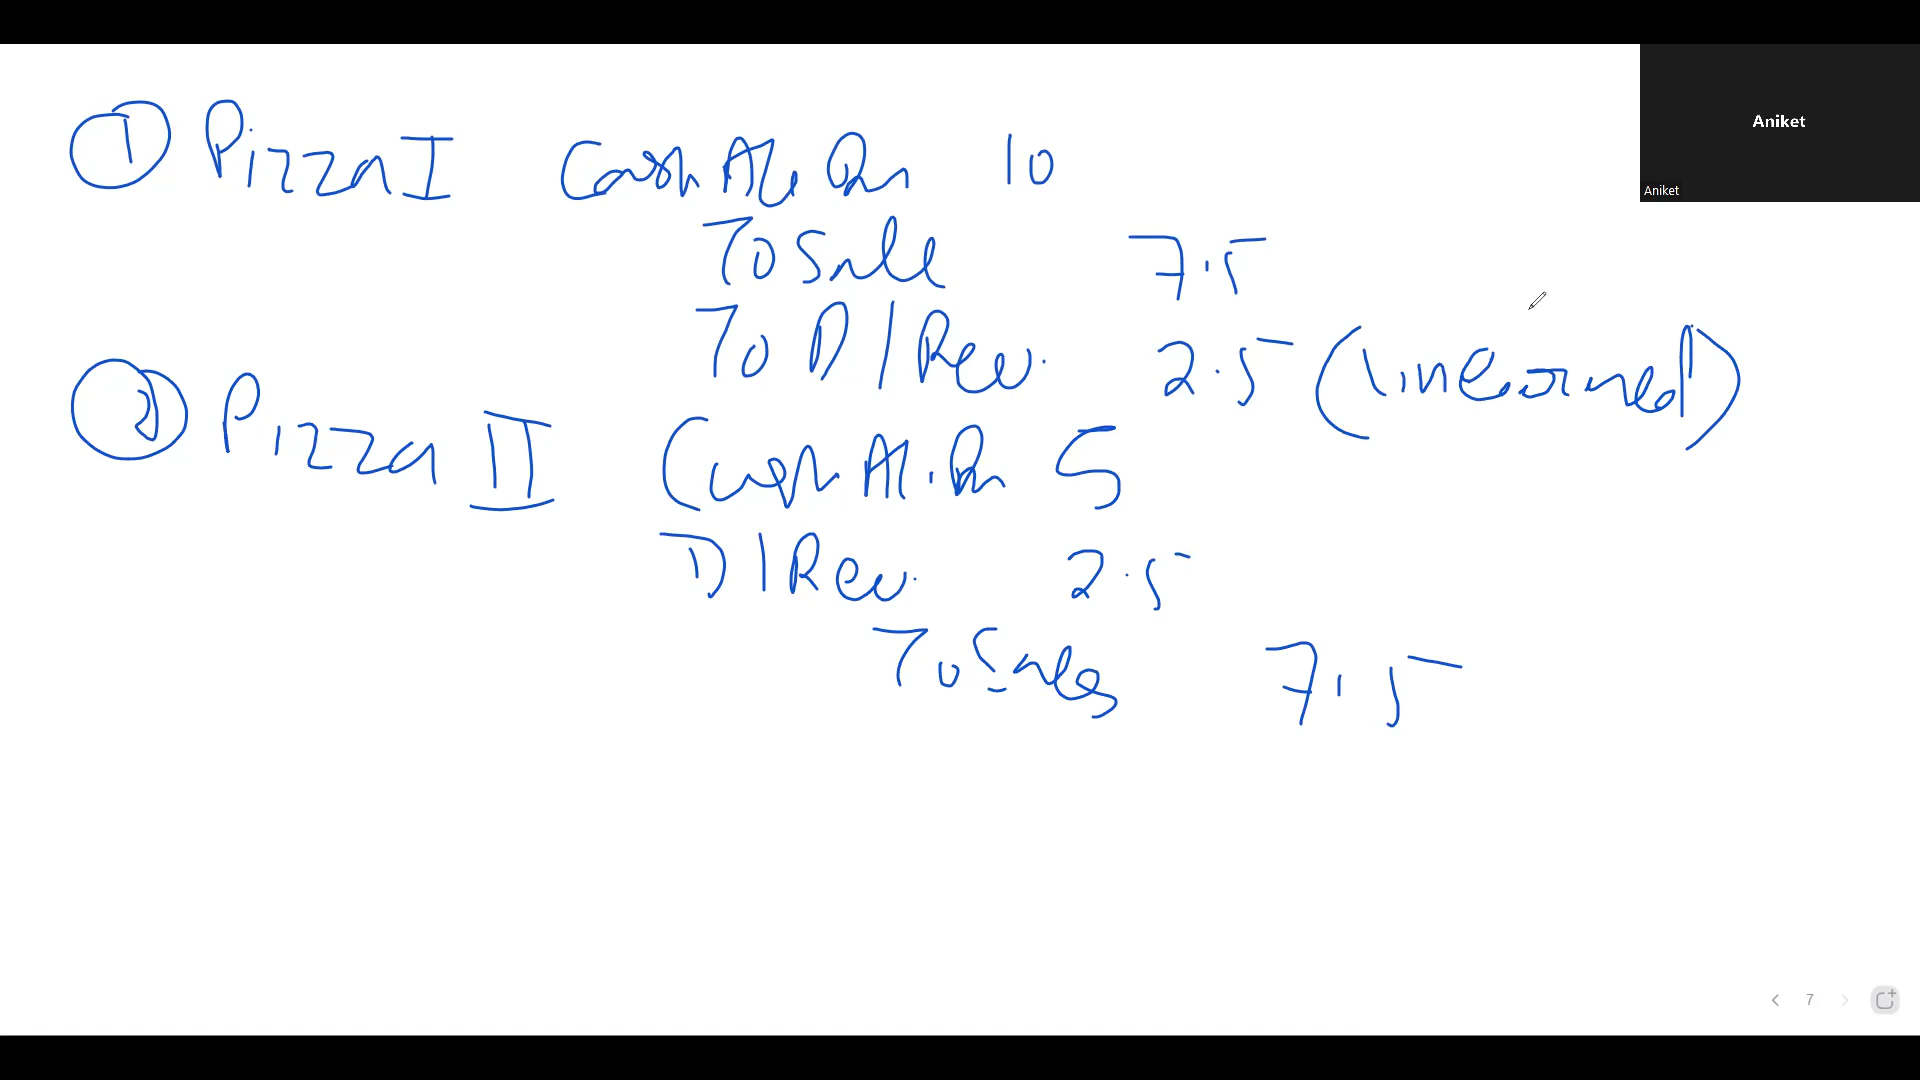 Aniket
Aniket
① Pizza I Cash A/c Dr 10
To Sale 7.5
To D/Rev. 2.5 (Unearned)
② Pizza II Cash A/c. Dr 5
D/Rev. 2.5
To Sales 7.5
7